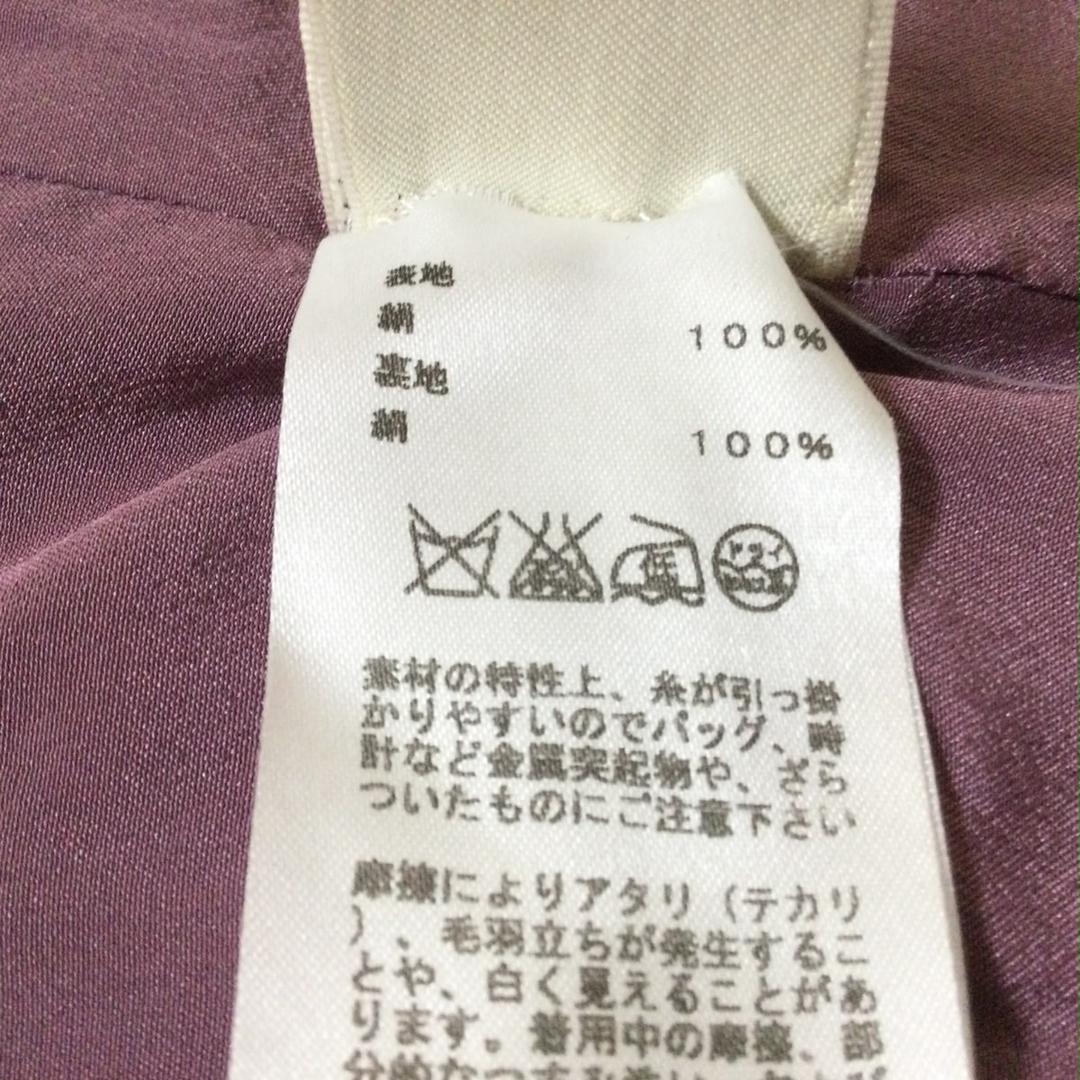 表地
絹 100%
裏地
絹 100%
低 ドライ
素材の特性上、糸が引っ掛
かりやすいのでバッグ、時
計など金属突起物や、ざら
ついたものにご注意下さい
摩擦によりアタリ（テカリ
）、毛羽立ちが発生するこ
とや、白く見えることがあ
ります。着用中の摩擦、部
分的な